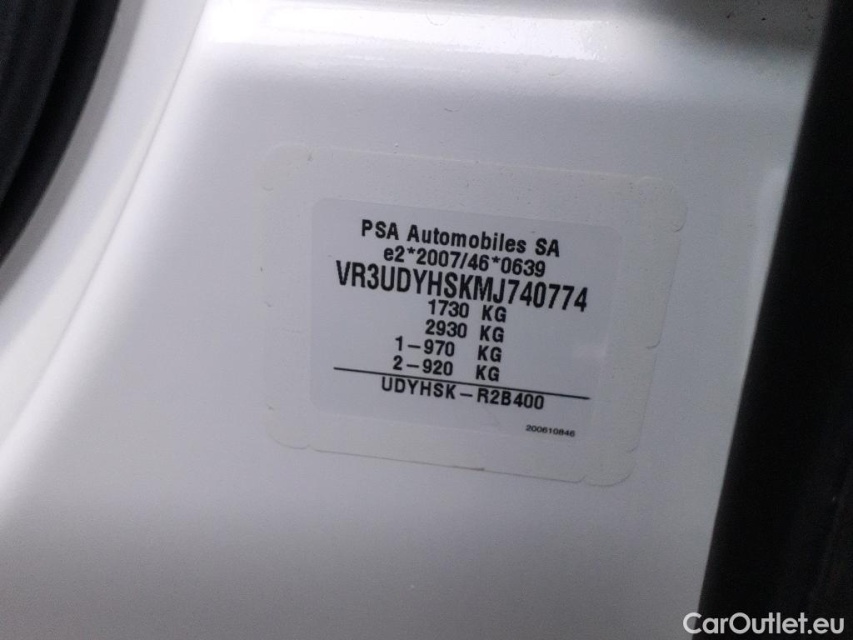 PSA Automobiles SA
e2*2007/46*0639
VR3UDYHSKMJ740774
1730 KG
2930 KG
1-970 KG
2-920 KG
UDYHSK-R2B400
200610846
CarOutlet.eu